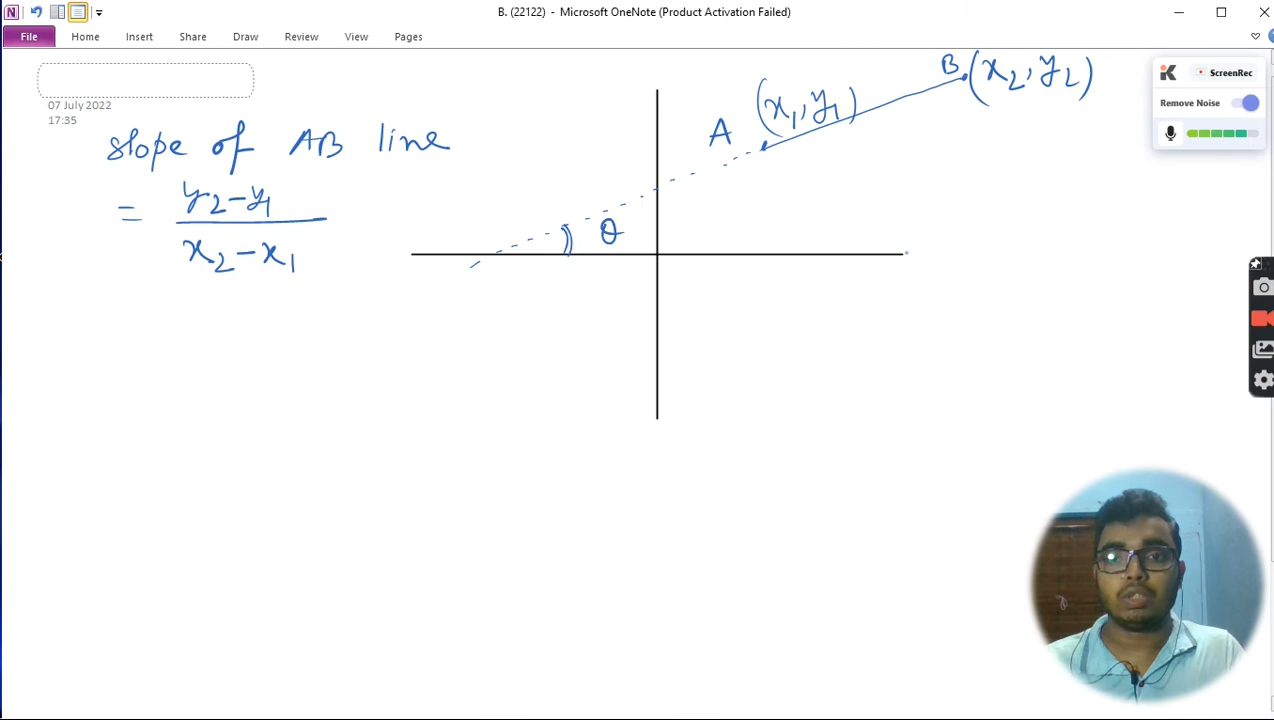 B. (22122) - Microsoft OneNote (Product Activation Failed)
File Home Insert Share Draw Review View Pages
ScreenRec
Remove Noise
07 July 2022
17:35
slope of AB line
= y2-y1
x2-x1
A (x1, y1)
B (x2, y2)
θ